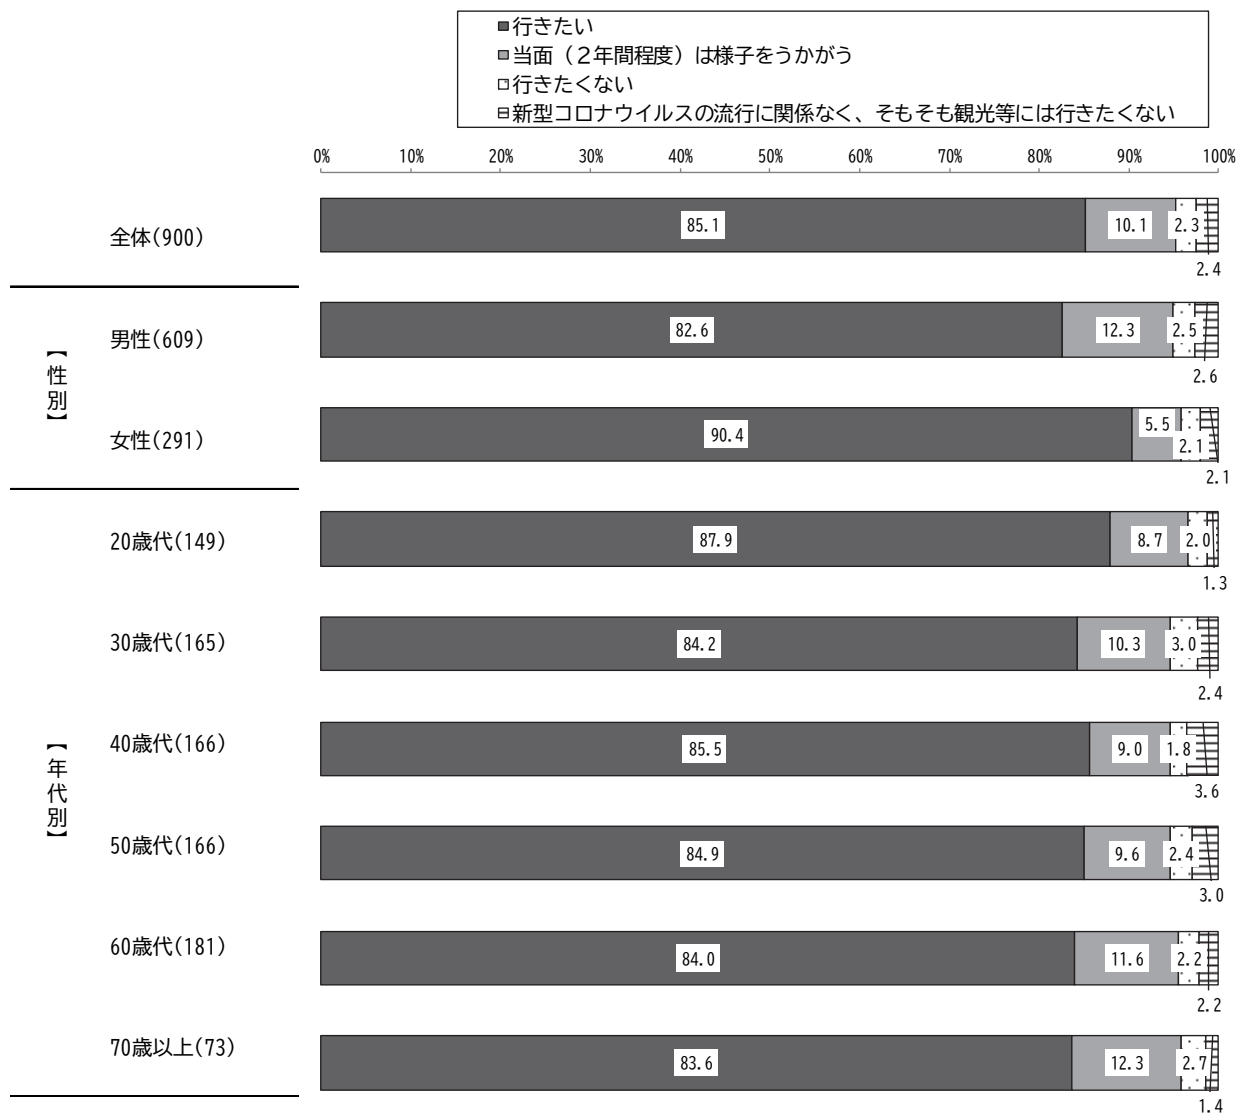 行きたい
当面（２年間程度）は様子をうかがう
行きたくない
新型コロナウイルスの流行に関係なく、そもそも観光等には行きたくない
0% 10% 20% 30% 40% 50% 60% 70% 80% 90% 100%
全体(900) 85.1 10.1 2.3
2.4
【性別】
男性(609) 82.6 12.3 2.5
2.6
女性(291) 90.4 5.5 2.1
2.1
【年代別】
20歳代(149) 87.9 8.7 2.0
1.3
30歳代(165) 84.2 10.3 3.0
2.4
40歳代(166) 85.5 9.0 1.8
3.6
50歳代(166) 84.9 9.6 2.4
3.0
60歳代(181) 84.0 11.6 2.2
2.2
70歳以上(73) 83.6 12.3 2.7
1.4